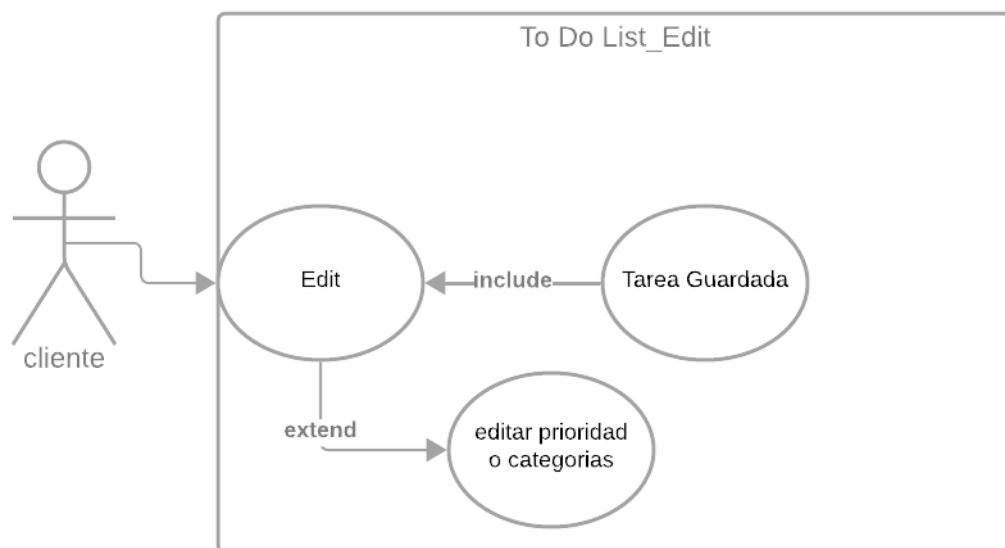 To Do List_Edit
Edit
include
Tarea Guardada
cliente
extend
editar prioridad
o categorias